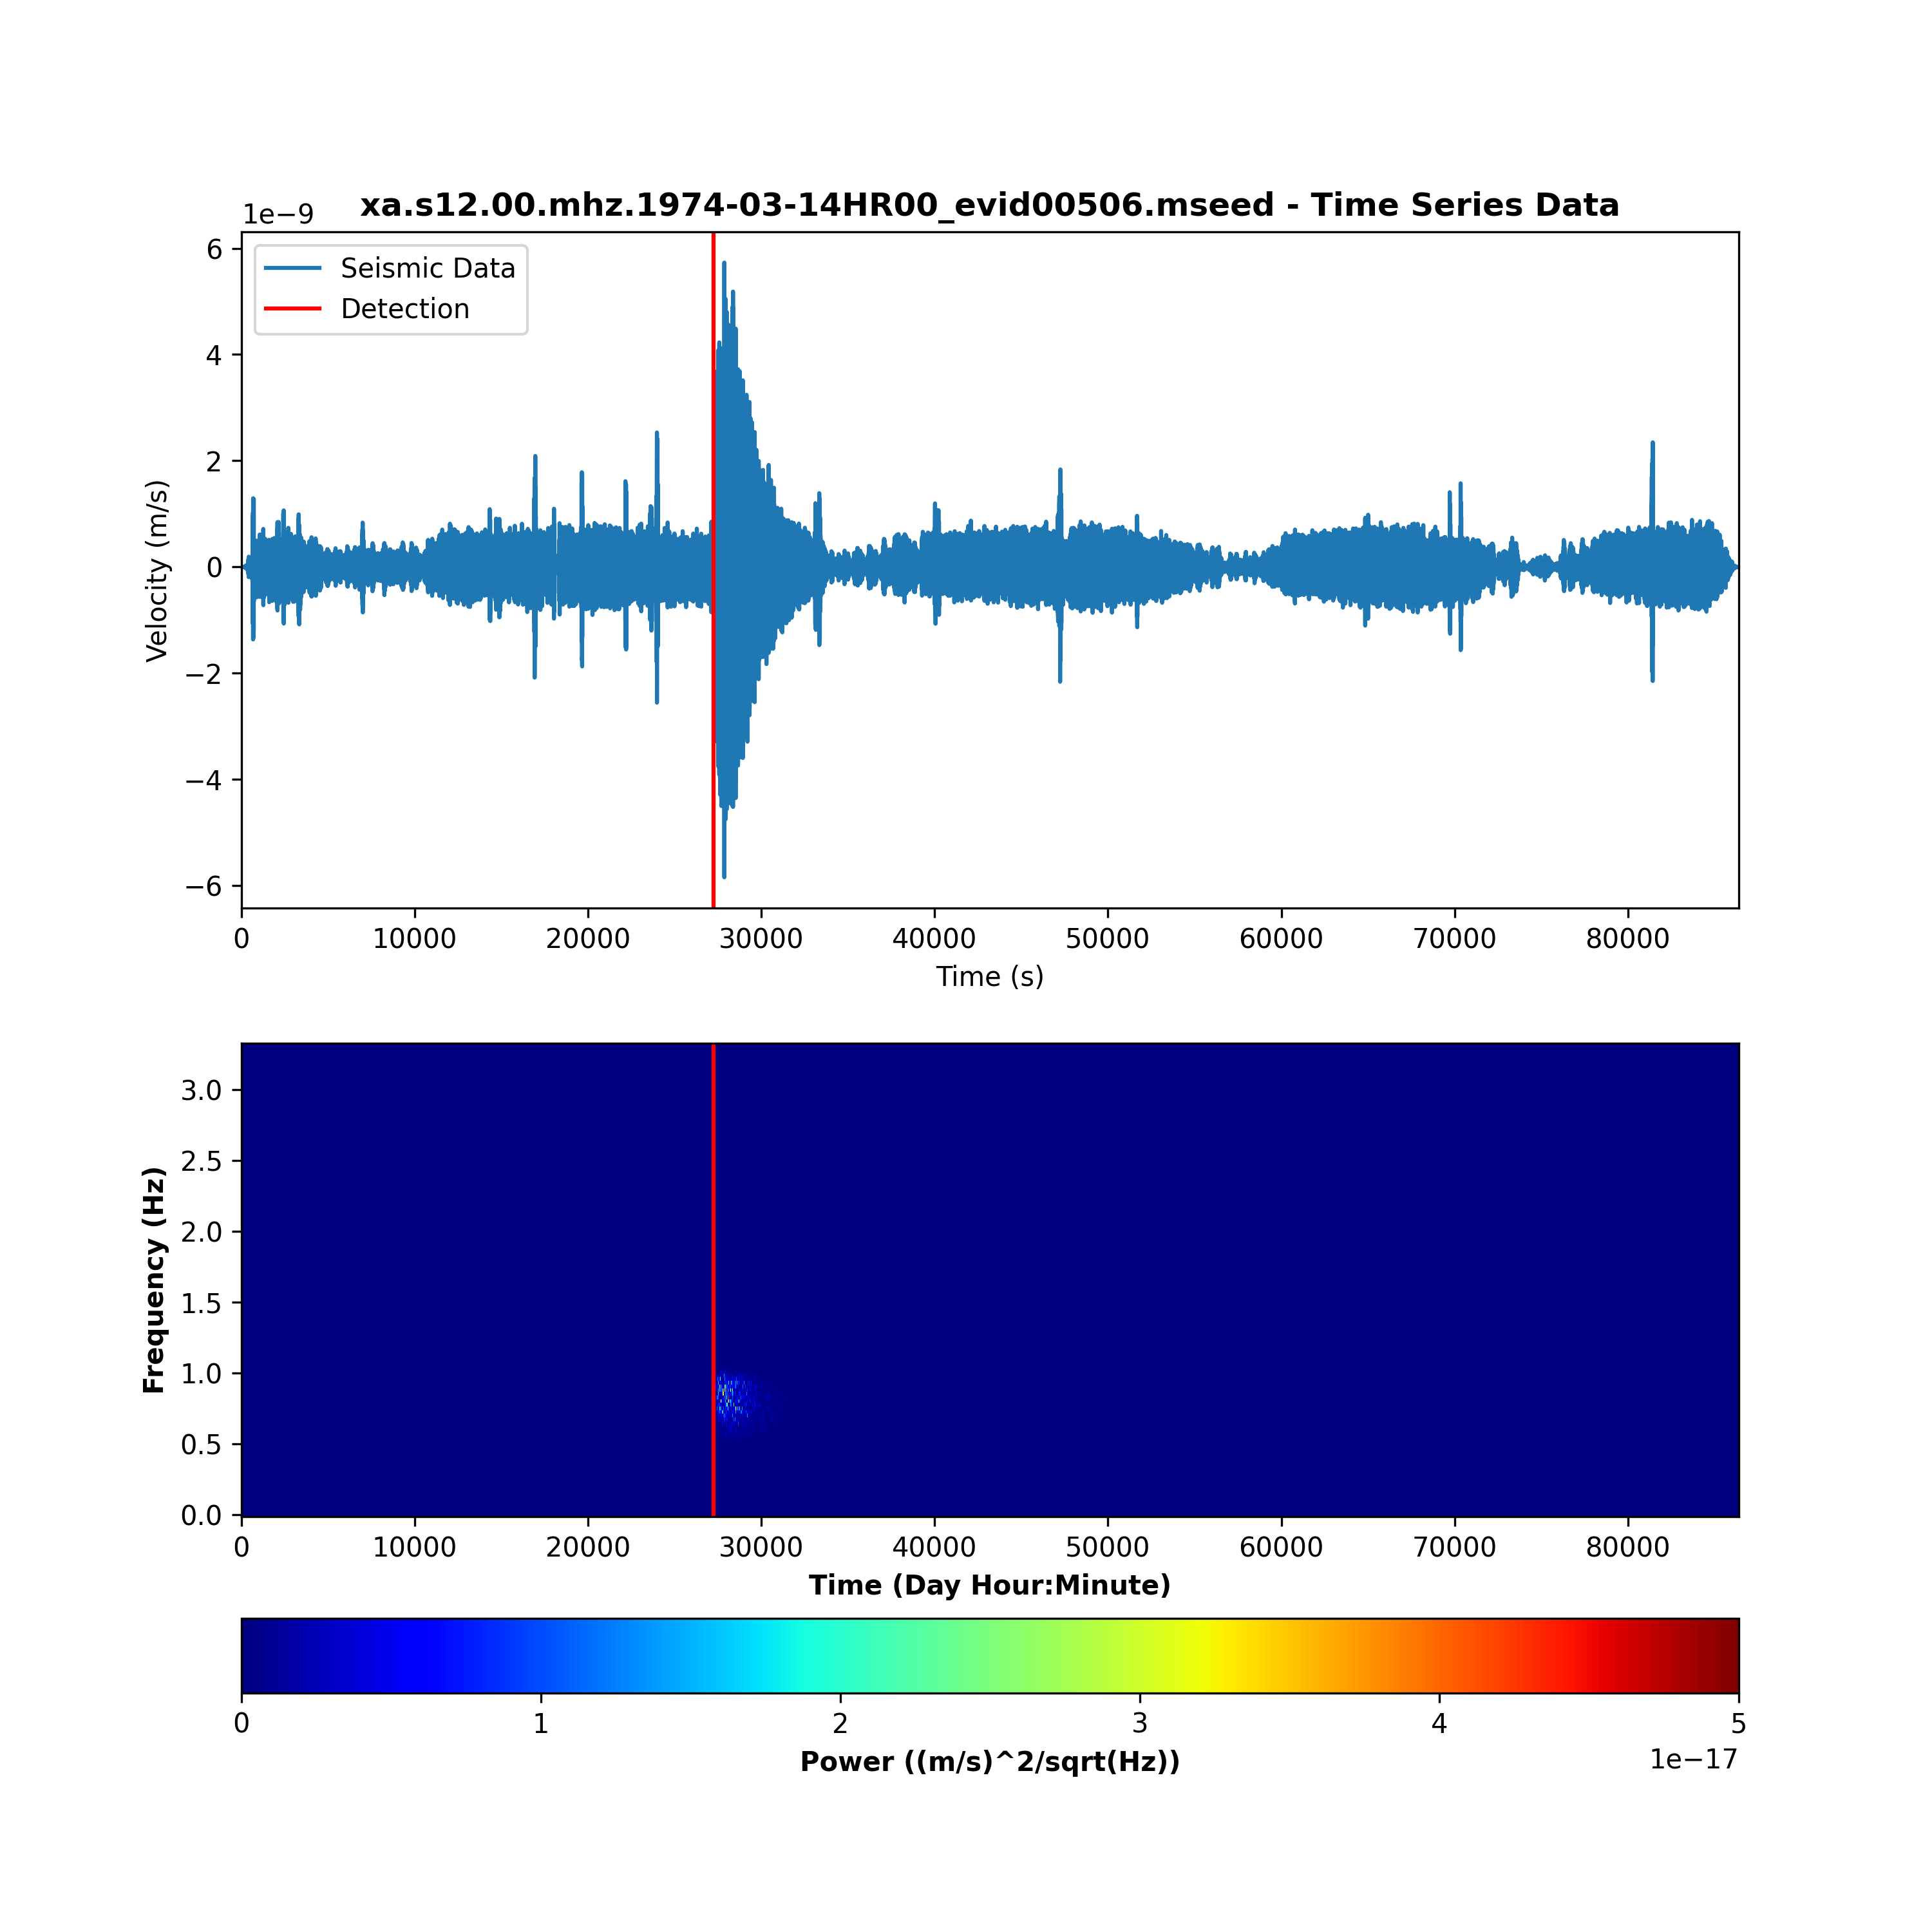 xa.s12.00.mhz.1974-03-14HR00_evid00506.mseed - Time Series Data
1e−9
6
4
2
0
−2
−4
−6
Velocity (m/s)
Seismic Data
Detection
0 10000 20000 30000 40000 50000 60000 70000 80000
Time (s)
3.0
2.5
2.0
1.5
1.0
0.5
0.0
Frequency (Hz)
0 10000 20000 30000 40000 50000 60000 70000 80000
Time (Day Hour:Minute)
0 1 2 3 4 5
Power ((m/s)^2/sqrt(Hz))
1e−17